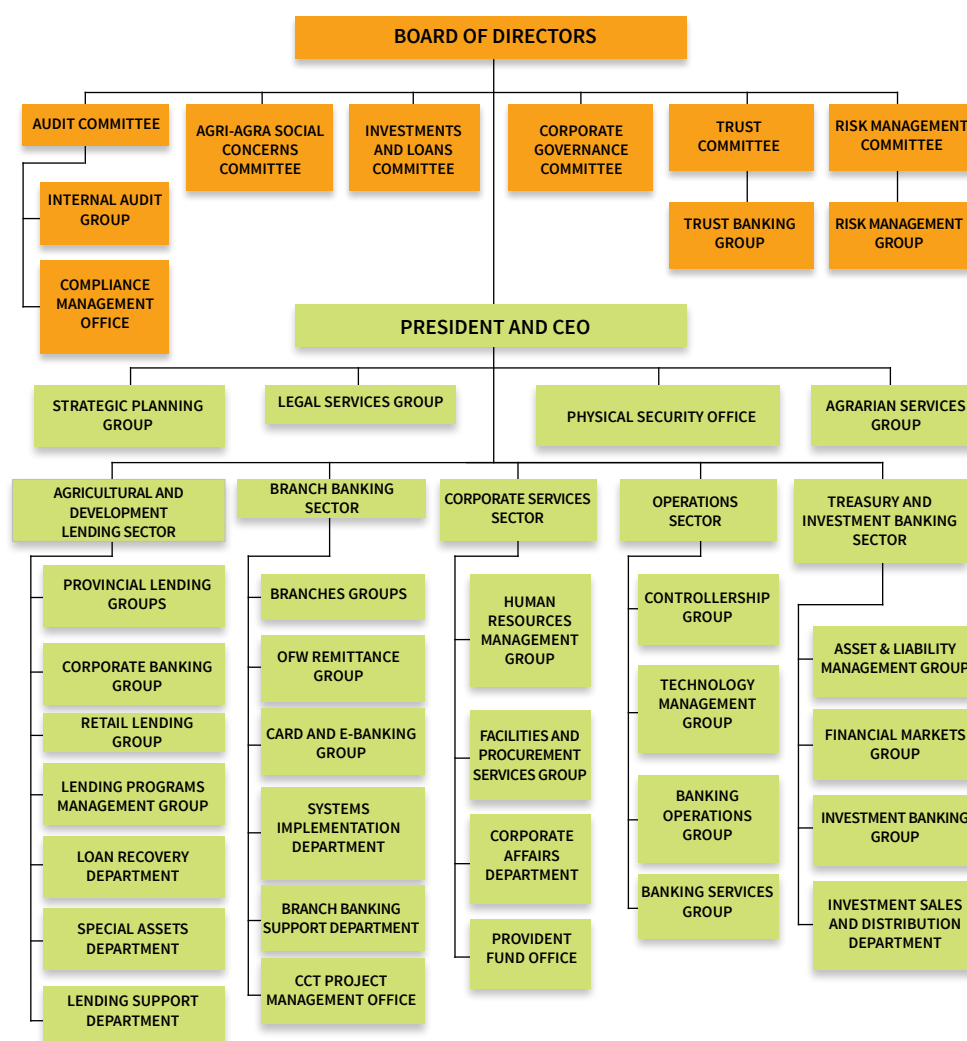 BOARD OF DIRECTORS
AUDIT COMMITTEE
AGRI-AGRA SOCIAL
CONCERNS
COMMITTEE
INVESTMENTS
AND LOANS
COMMITTEE
CORPORATE
GOVERNANCE
COMMITTEE
TRUST
COMMITTEE
RISK MANAGEMENT
COMMITTEE
INTERNAL AUDIT
GROUP
COMPLIANCE
MANAGEMENT
OFFICE
TRUST BANKING
GROUP
RISK MANAGEMENT
GROUP
PRESIDENT AND CEO
STRATEGIC PLANNING
GROUP
LEGAL SERVICES GROUP
PHYSICAL SECURITY OFFICE
AGRARIAN SERVICES
GROUP
AGRICULTURAL AND
DEVELOPMENT
LENDING SECTOR
PROVINCIAL LENDING
GROUPS
CORPORATE BANKING
GROUP
RETAIL LENDING
GROUP
LENDING PROGRAMS
MANAGEMENT GROUP
LOAN RECOVERY
DEPARTMENT
SPECIAL ASSETS
DEPARTMENT
LENDING SUPPORT
DEPARTMENT
BRANCH BANKING
SECTOR
BRANCHES GROUPS
OFW REMITTANCE
GROUP
CARD AND E-BANKING
GROUP
SYSTEMS
IMPLEMENTATION
DEPARTMENT
BRANCH BANKING
SUPPORT DEPARTMENT
CCT PROJECT
MANAGEMENT OFFICE
CORPORATE SERVICES
SECTOR
HUMAN
RESOURCES
MANAGEMENT
GROUP
FACILITIES AND
PROCUREMENT
SERVICES GROUP
CORPORATE
AFFAIRS
DEPARTMENT
PROVIDENT
FUND OFFICE
OPERATIONS
SECTOR
CONTROLLERSHIP
GROUP
TECHNOLOGY
MANAGEMENT
GROUP
BANKING
OPERATIONS
GROUP
BANKING SERVICES
GROUP
TREASURY AND
INVESTMENT BANKING
SECTOR
ASSET & LIABILITY
MANAGEMENT GROUP
FINANCIAL MARKETS
GROUP
INVESTMENT BANKING
GROUP
INVESTMENT SALES
AND DISTRIBUTION
DEPARTMENT